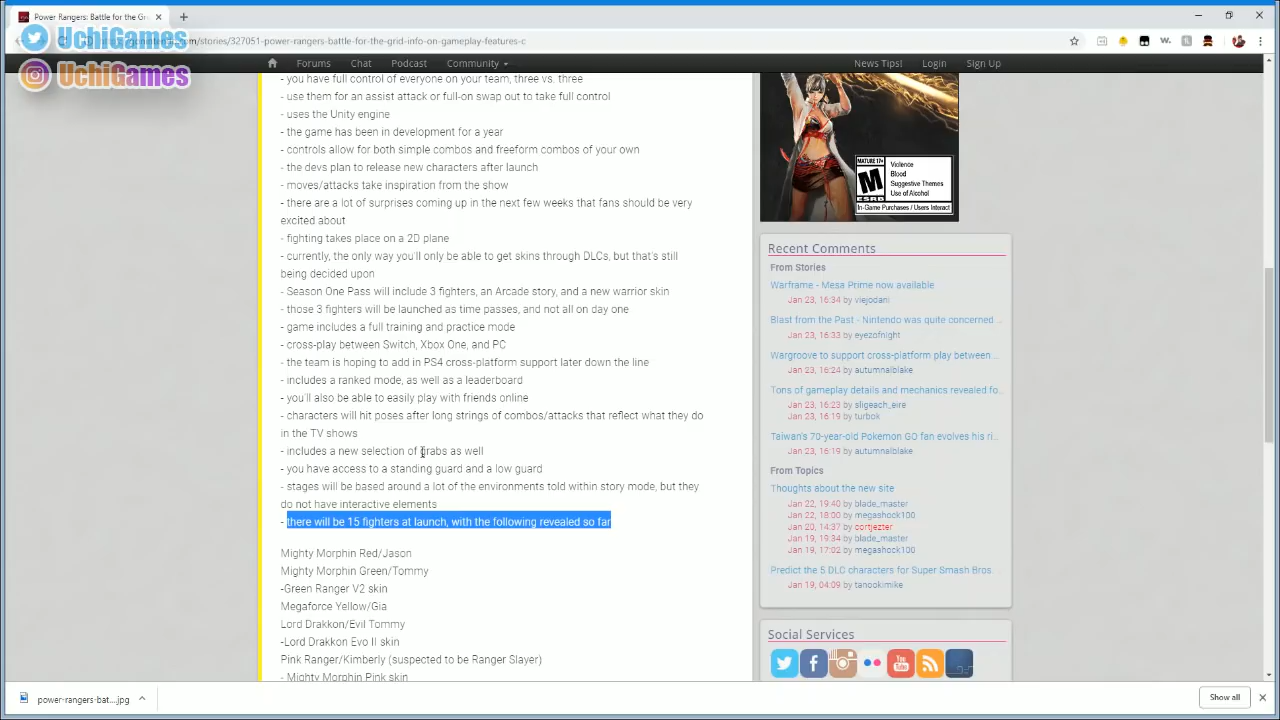 Power Rangers: Battle for the Gr
UchiGames
.com/stories/327051-power-rangers-battle-for-the-grid-info-on-gameplay-features-c
UchiGames
Forums Chat Podcast Community News Tips! Login Sign Up
- you have full control of everyone on your team, three vs. three
- use them for an assist attack or full-on swap out to take full control
- uses the Unity engine
- the game has been in development for a year
- controls allow for both simple combos and freeform combos of your own
- the devs plan to release new characters after launch
- moves/attacks take inspiration from the show
- there are a lot of surprises coming up in the next few weeks that fans should be very
excited about
- fighting takes place on a 2D plane
- currently, the only way you'll only be able to get skins through DLCs, but that's still
being decided upon
- Season One Pass will include 3 fighters, an Arcade story, and a new warrior skin
- those 3 fighters will be launched as time passes, and not all on day one
- game includes a full training and practice mode
- cross-play between Switch, Xbox One, and PC
- the team is hoping to add in PS4 cross-platform support later down the line
- includes a ranked mode, as well as a leaderboard
- you'll also be able to easily play with friends online
- characters will hit poses after long strings of combos/attacks that reflect what they do
in the TV shows
- includes a new selection of grabs as well
- you have access to a standing guard and a low guard
- stages will be based around a lot of the environments told within story mode, but they
do not have interactive elements
- there will be 15 fighters at launch, with the following revealed so far
Mighty Morphin Red/Jason
Mighty Morphin Green/Tommy
-Green Ranger V2 skin
Megaforce Yellow/Gia
Lord Drakkon/Evil Tommy
-Lord Drakkon Evo II skin
Pink Ranger/Kimberly (suspected to be Ranger Slayer)
- Mighty Morphin Pink skin
MATURE 17+
M
ESRB
Violence
Blood
Suggestive Themes
Use of Alcohol
In-Game Purchases / Users Interact
Recent Comments
From Stories
Warframe - Mesa Prime now available
Jan 23, 16:34 by viejodani
Blast from the Past - Nintendo was quite concerned ...
Jan 23, 16:33 by eyezofnight
Wargroove to support cross-platform play between ...
Jan 23, 16:24 by autumnalblake
Tons of gameplay details and mechanics revealed fo...
Jan 23, 16:23 by sligeach_eire
Jan 23, 16:19 by turbok
Taiwan's 70-year-old Pokemon GO fan evolves his ri...
Jan 23, 16:19 by autumnalblake
From Topics
Thoughts about the new site
Jan 22, 19:40 by blade_master
Jan 22, 18:00 by megashock100
Jan 20, 14:37 by cortjezter
Jan 19, 19:34 by blade_master
Jan 19, 17:02 by megashock100
Predict the 5 DLC characters for Super Smash Bros. ...
Jan 19, 04:09 by tanookimike
Social Services
You Tube
power-rangers-bat....jpg
Show all